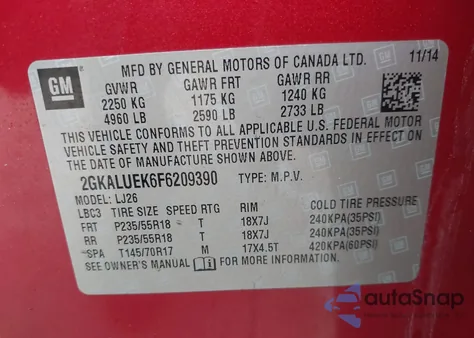 GM
MFD BY GENERAL MOTORS OF CANADA LTD. 11/14
GVWR GAWR FRT GAWR RR
2250 KG 1175 KG 1240 KG
4960 LB 2590 LB 2733 LB
THIS VEHICLE CONFORMS TO ALL APPLICABLE U.S. FEDERAL MOTOR
VEHICLE SAFETY AND THEFT PREVENTION STANDARDS IN EFFECT ON
THE DATE OF MANUFACTURE SHOWN ABOVE.
2GKALUEK6F6209390 TYPE: M.P.V.
MODEL: LJ26
LBC3 TIRE SIZE SPEED RTG RIM COLD TIRE PRESSURE
FRT P235/55R18 T 18X7J 240KPA(35PSI)
RR P235/55R18 T 18X7J 240KPA(35PSI)
SPA T145/70R17 M 17X4.5T 420KPA(60PSI)
SEE OWNER'S MANUAL FOR MORE INFORMATION.
autoSnap